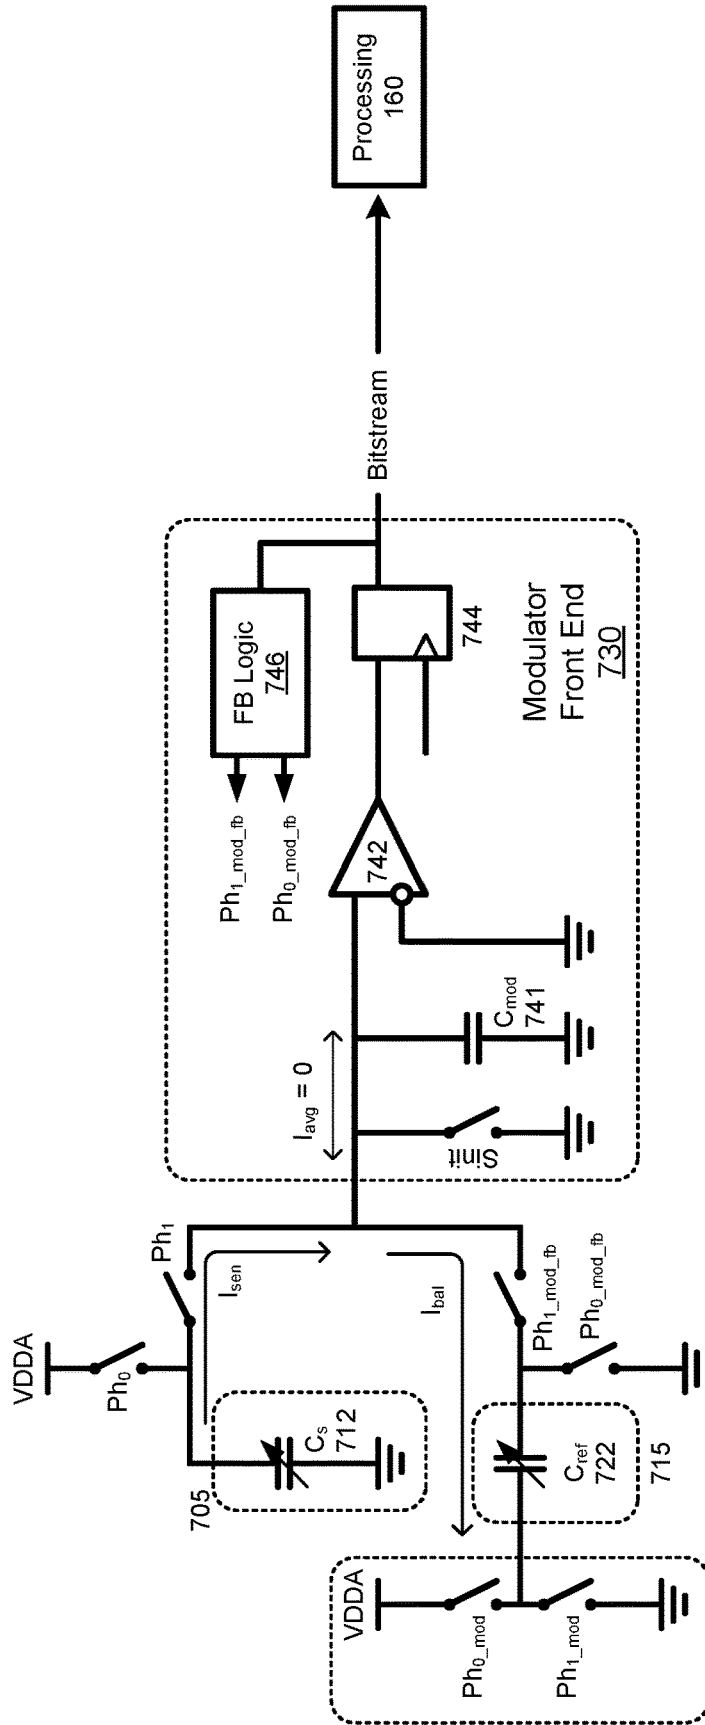 VDDA
Ph0
Ph1
Isen
705
Cs
712
Ibal
VDDA
Ph0_mod
Ph1_mod
Cref
722
715
Ph1_mod_fb
Ph0_mod_fb
Iavg = 0
Sinit
Cmod
741
742
Ph1_mod_fb
Ph0_mod_fb
FB Logic
746
744
Modulator
Front End
730
Bitstream
Processing
160